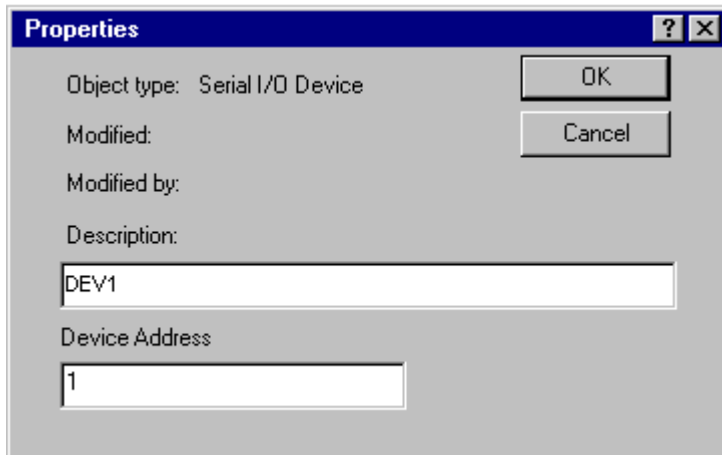 Properties
Object type: Serial I/O Device
OK
Modified:
Cancel
Modified by:
Description:
DEV1
Device Address
1